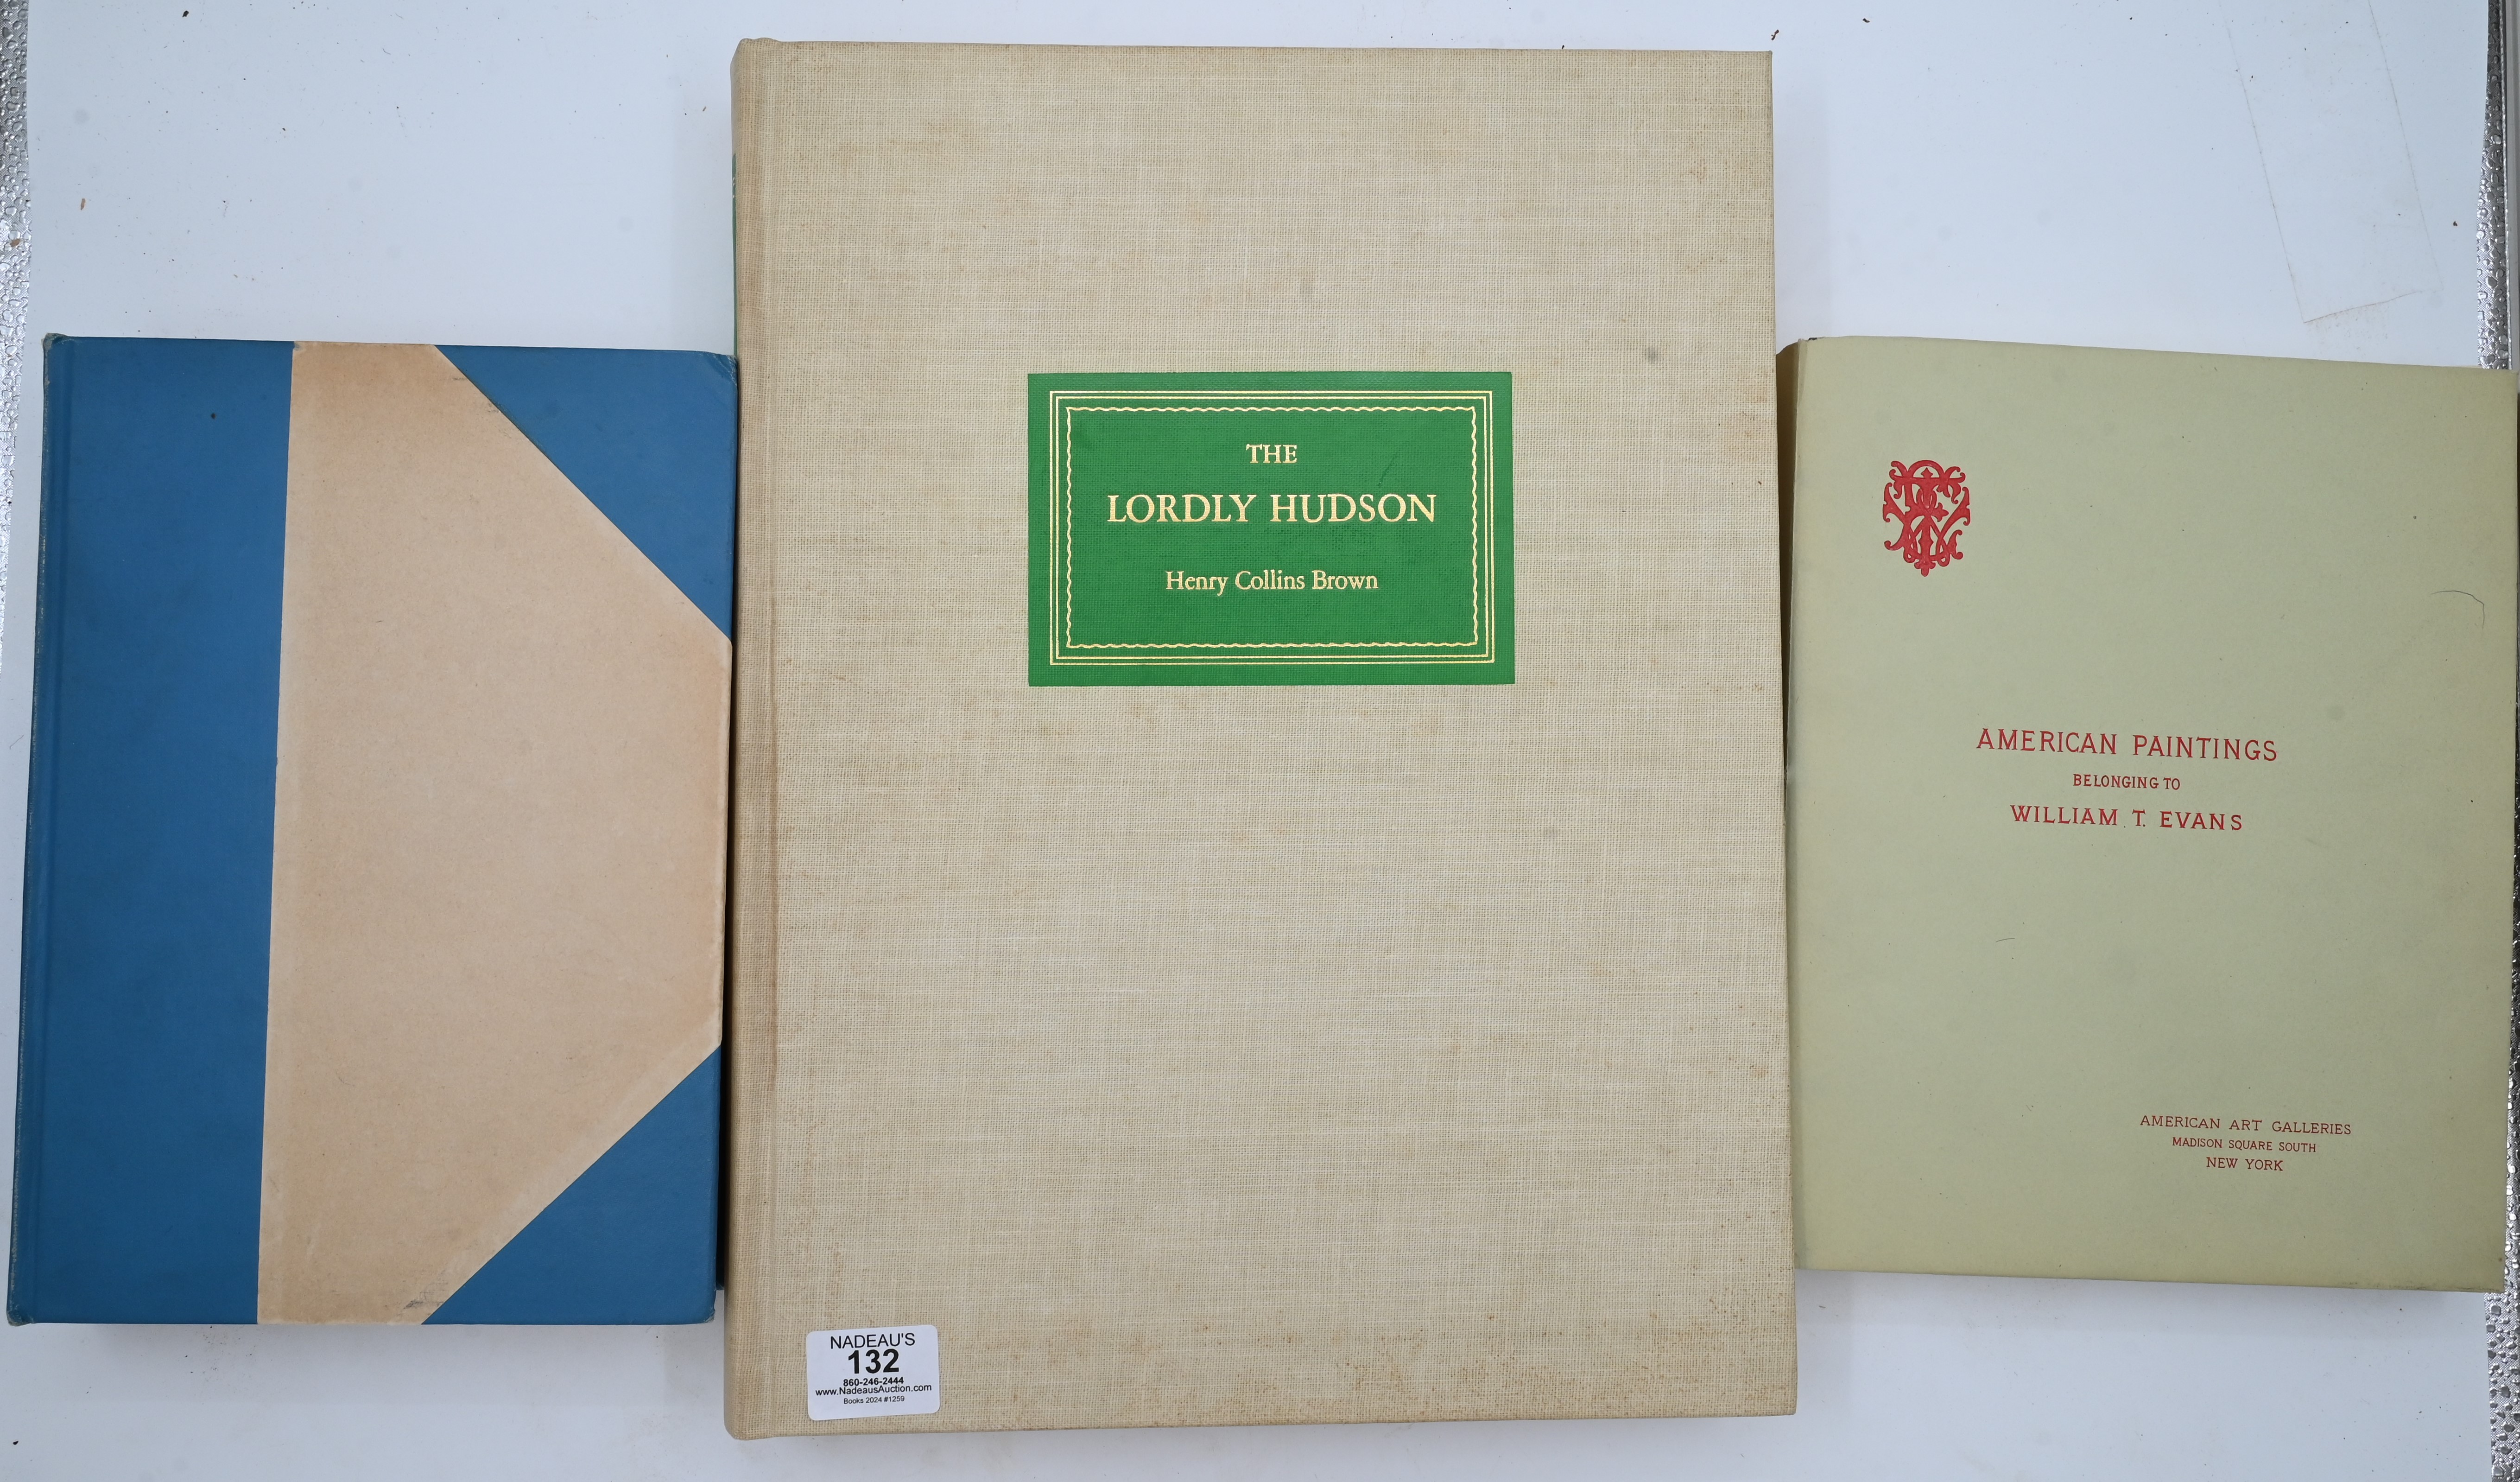 THE
LORDLY HUDSON
Henry Collins Brown
NADEAU'S
132
860-246-2444
www.NadeausAuction.com
Books 2024 #1259
AMERICAN PAINTINGS
BELONGING TO
WILLIAM T. EVANS
AMERICAN ART GALLERIES
MADISON SQUARE SOUTH
NEW YORK